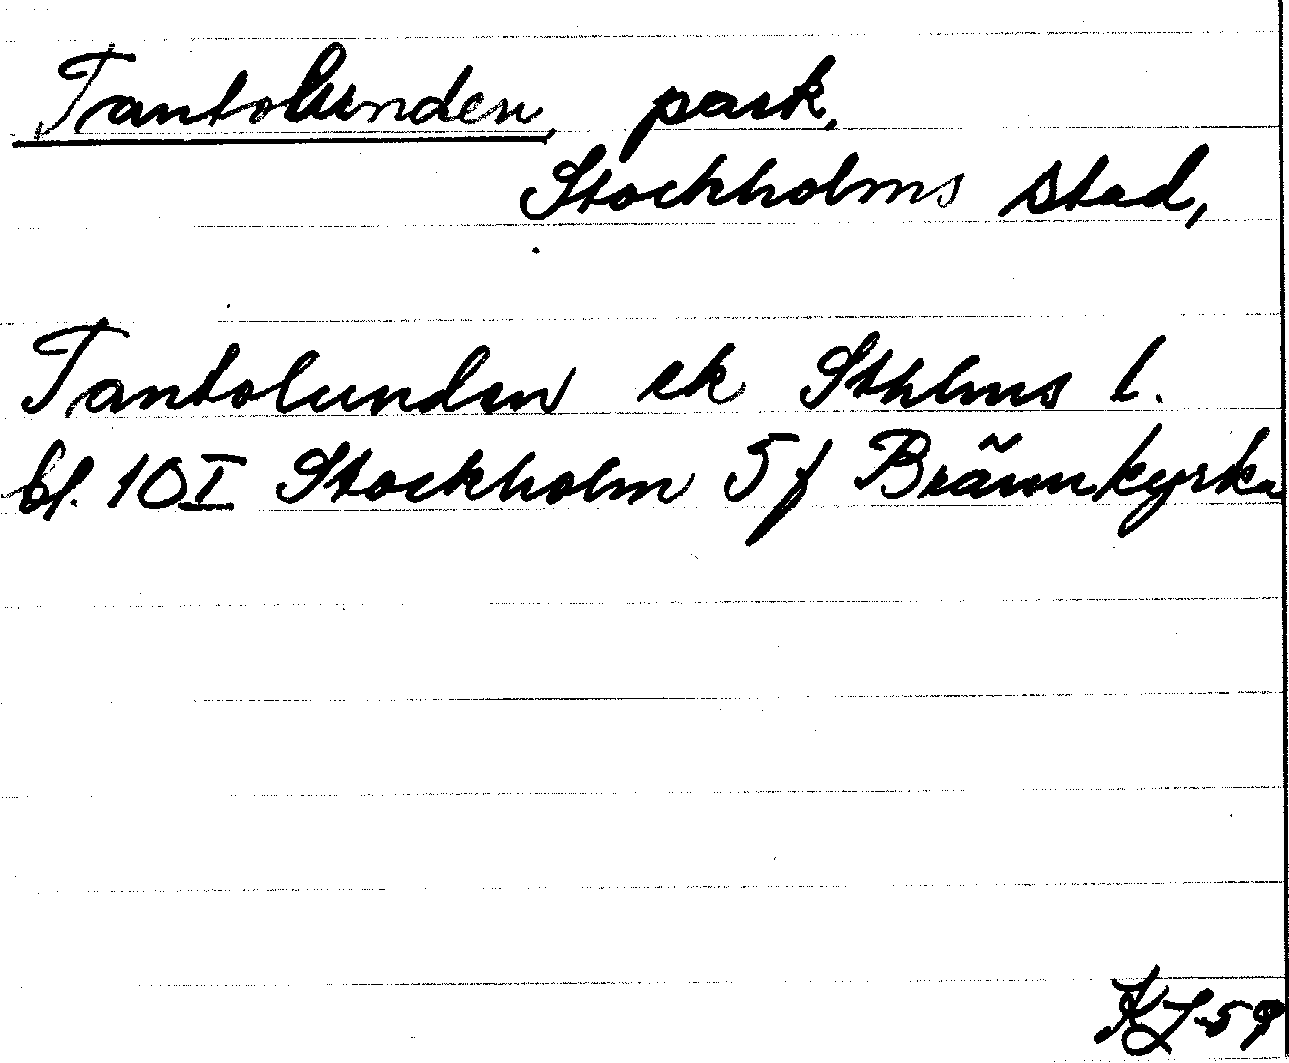 Tantolunden, park,
Stockholms stad,
Tantolunden ek Sthlms l.
bl. 10 I Stockholm 5 f Brännkyrka
KJ-59